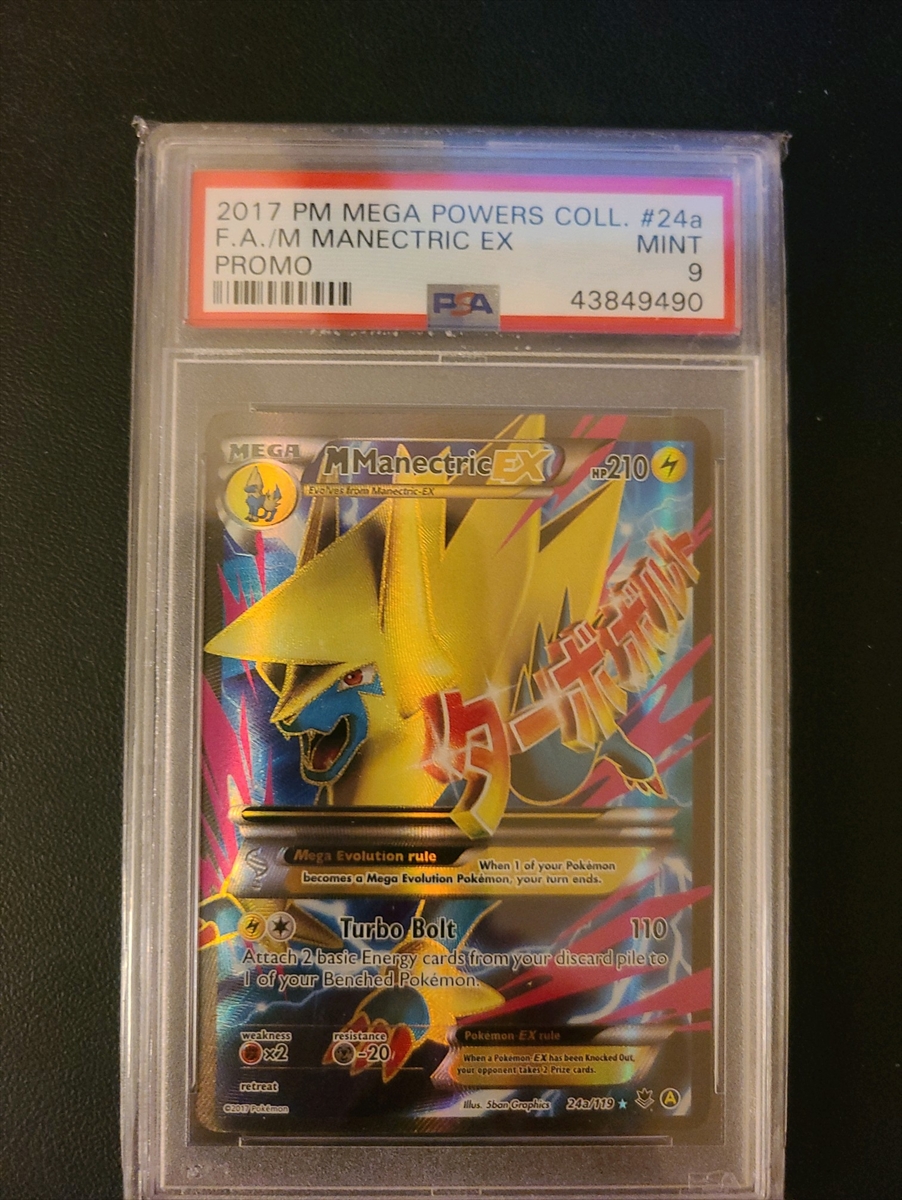 2017 PM MEGA POWERS COLL. #24a
F.A./M MANECTRIC EX MINT
PROMO 9
PSA 43849490
MEGA
M Manectric EX HP210
Evolves from Manectric-EX
ターボボルト
Mega Evolution rule
When 1 of your Pokémon
becomes a Mega Evolution Pokémon, your turn ends.
Turbo Bolt 110
Attach 2 basic Energy cards from your discard pile to
1 of your Benched Pokémon.
weakness resistance
×2 -20
Pokémon-EX rule
When a Pokémon-EX has been Knocked Out,
your opponent takes 2 Prize cards.
retreat
©2017 Pokémon
Illus. 5ban Graphics 24a/119 ★ A